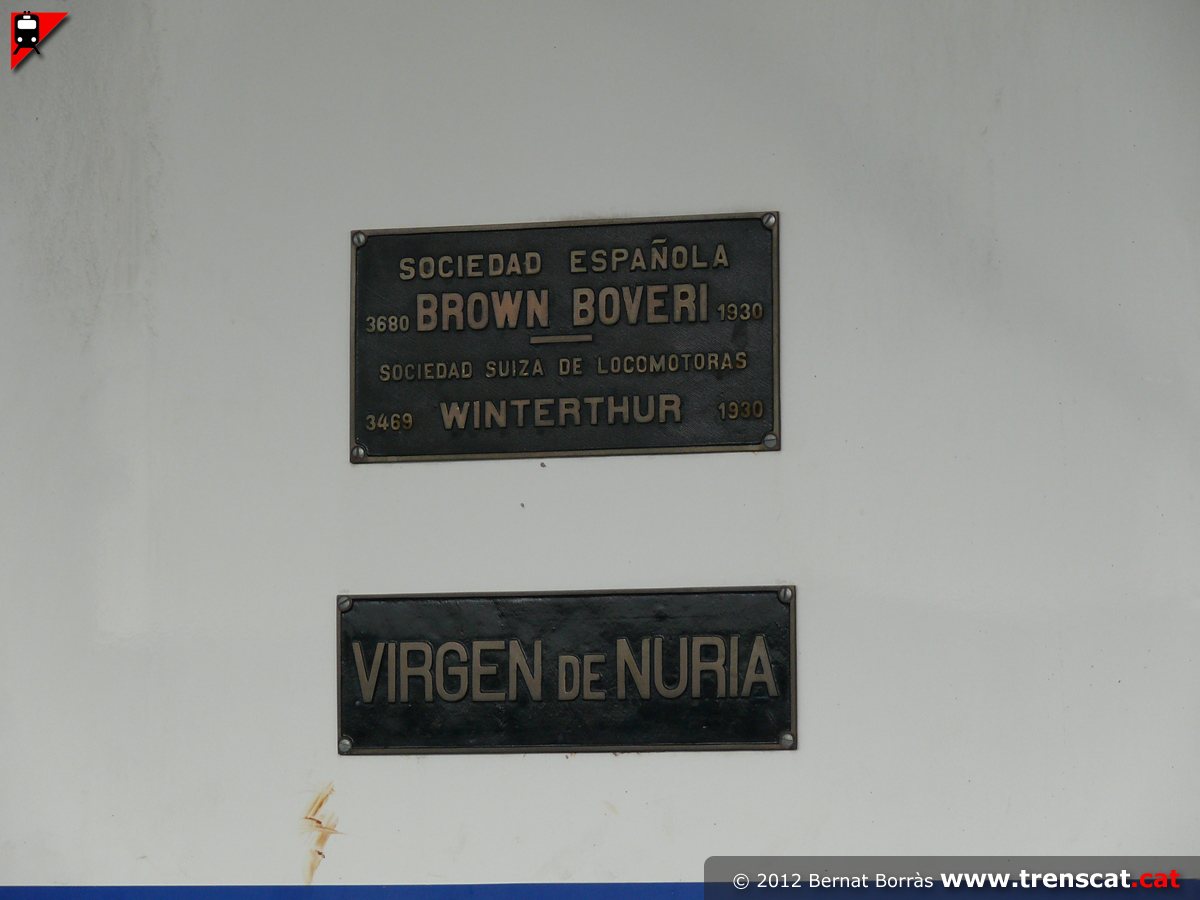 SOCIEDAD ESPAÑOLA
3680 BROWN BOVERI 1930
SOCIEDAD SUIZA DE LOCOMOTORAS
3469 WINTERTHUR 1930
VIRGEN DE NURIA
© 2012 Bernat Borràs www.trenscat.cat